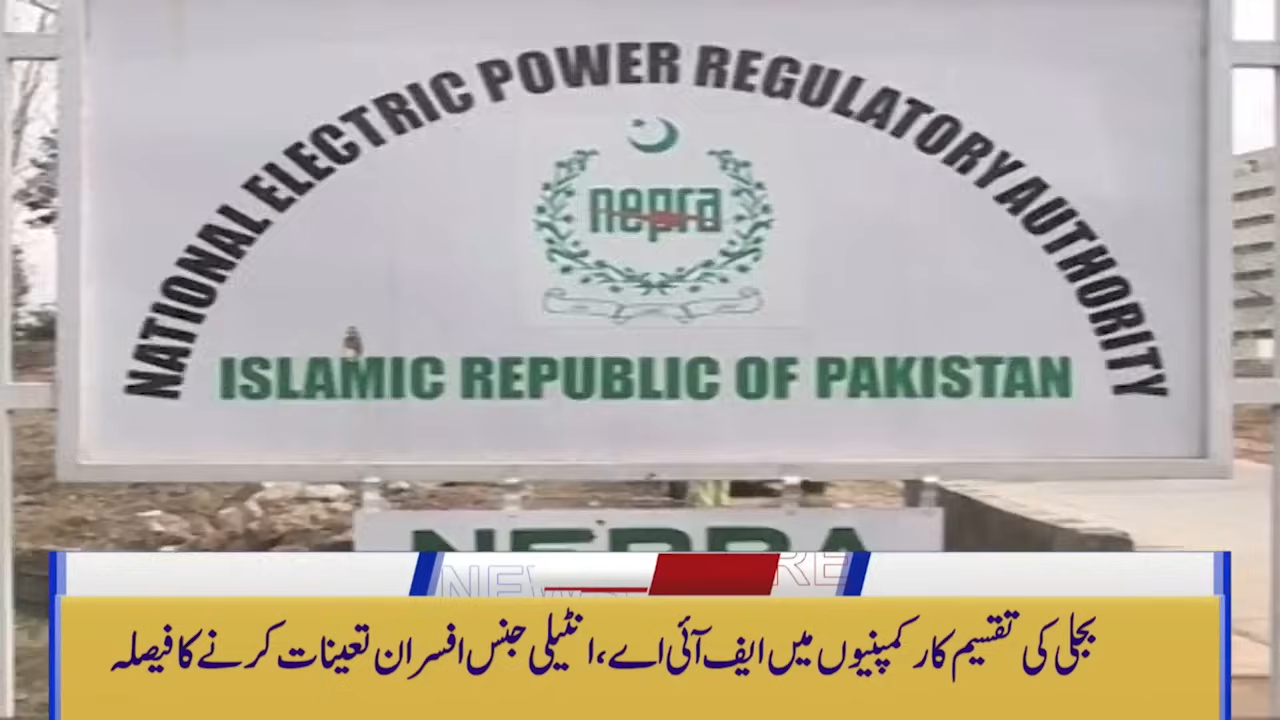 NATIONAL ELECTRIC POWER REGULATORY AUTHORITY
nepra
ISLAMIC REPUBLIC OF PAKISTAN
NEPRA
بجلی کی تقسیم کار کمپنیوں میں ایف آئی اے، انٹیلی جنس افسران تعینات کرنے کا فیصلہ